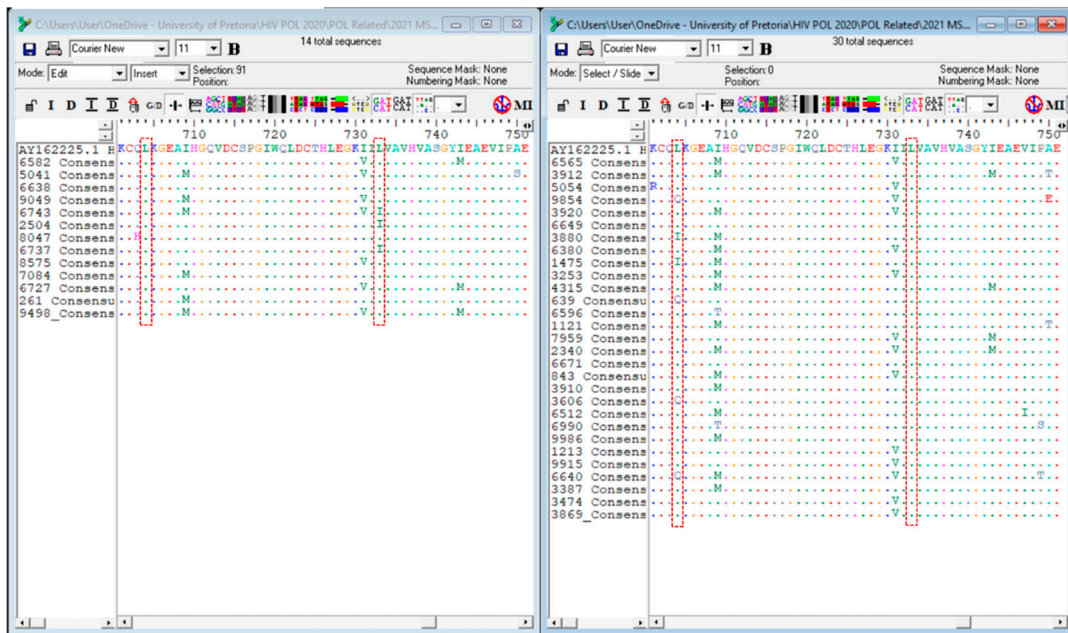 C:\Users\User\OneDrive - University of Pretoria\HIV POL 2020\POL Related\2021 MS...
Courier New 11 B 14 total sequences
Mode: Edit Insert Selection: 91 Position: Sequence Mask: None Numbering Mask: None
I D I D G/D MI
710 720 730 740 750
AY162225.1 H KCCQLKGEAIHGQVDCSPGIWQLDCTHLEGKIILVAVHVASGYIEAEVIPAE
6582 Consens V M
5041 Consens M S
6638 Consens
9049 Consens M V
6743 Consens M V I
2504 Consens I
8047 Consens H
6737 Consens I
8575 Consens V
7084 Consens M
6727 Consens V M
261 Consensu M
9498_Consens M V M
C:\Users\User\OneDrive - University of Pretoria\HIV POL 2020\POL Related\2021 MS...
Courier New 11 B 30 total sequences
Mode: Select / Slide Selection: 0 Position: Sequence Mask: None Numbering Mask: None
I D I D G/D MI
710 720 730 740 750
AY162225.1 H KCCQLKGEAIHGQVDCSPGIWQLDCTHLEGKIILVAVHVASGYIEAEVIPAE
6565 Consens M V
3912 Consens M M T
5054 Consens R V
9854 Consens Q V E
3920 Consens M V
6649 Consens
3880 Consens I M
6380 Consens M V
1475 Consens I M
3253 Consens M V
4315 Consens M M
639 Consensu Q
6596 Consens T
1121 Consens M T
7959 Consens V M
2340 Consens M V M
6671 Consens
843 Consensu M V
3910 Consens M
3606 Consens Q
6512 Consens M I
6990 Consens T S
9986 Consens M
1213 Consens V
9915 Consens V
6640 Consens Q M V T
3387 Consens M
3474 Consens V
3869_Consens V